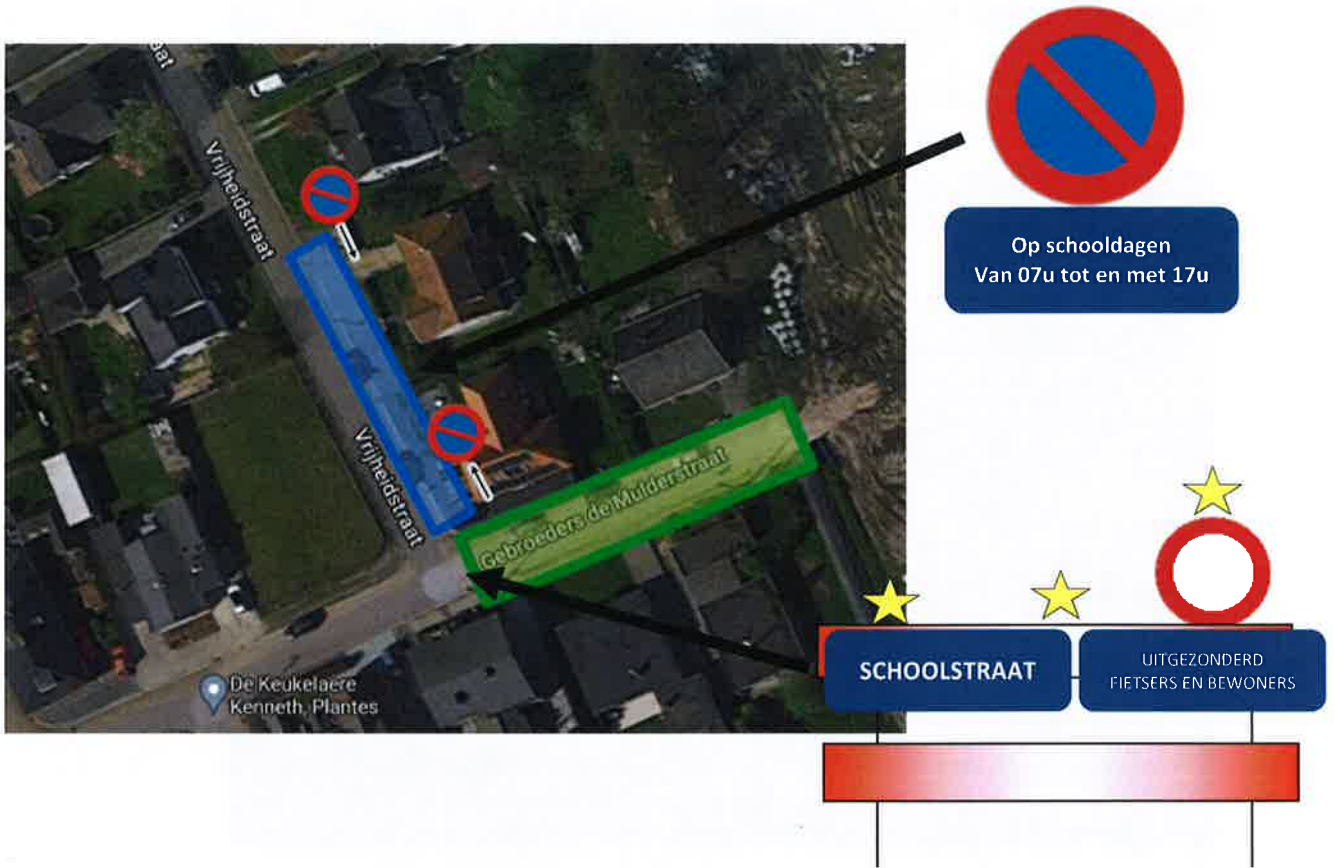 aat
Vrijheidstraat
Vrijheidstraat
Gebroeders de Mulderstraat
De Keukelaere
Kenneth, Plantes
Op schooldagen
Van 07u tot en met 17u
SCHOOLSTRAAT
UITGEZONDERD
FIETSERS EN BEWONERS